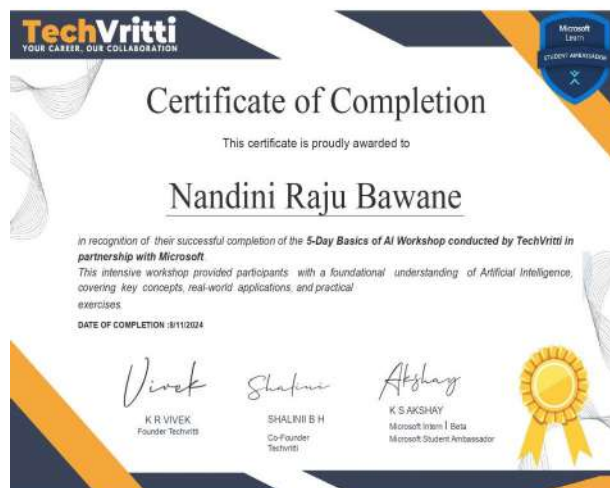 TechVritti
YOUR CAREER, OUR COLLABORATION
Microsoft
Learn
STUDENT AMBASSADOR
Certificate of Completion
This certificate is proudly awarded to
Nandini Raju Bawane
in recognition of their successful completion of the 5-Day Basics of AI Workshop conducted by TechVritti in
partnership with Microsoft
This intensive workshop provided participants with a foundational understanding of Artificial Intelligence,
covering key concepts, real-world applications, and practical
exercises.
DATE OF COMPLETION :8/11/2024
Vivek
Shalini
Akshay
K R VIVEK
Founder Techvritti
SHALINII B H
Co-Founder
Techvritti
K S AKSHAY
Microsoft Intern | Beta
Microsoft Student Ambassador